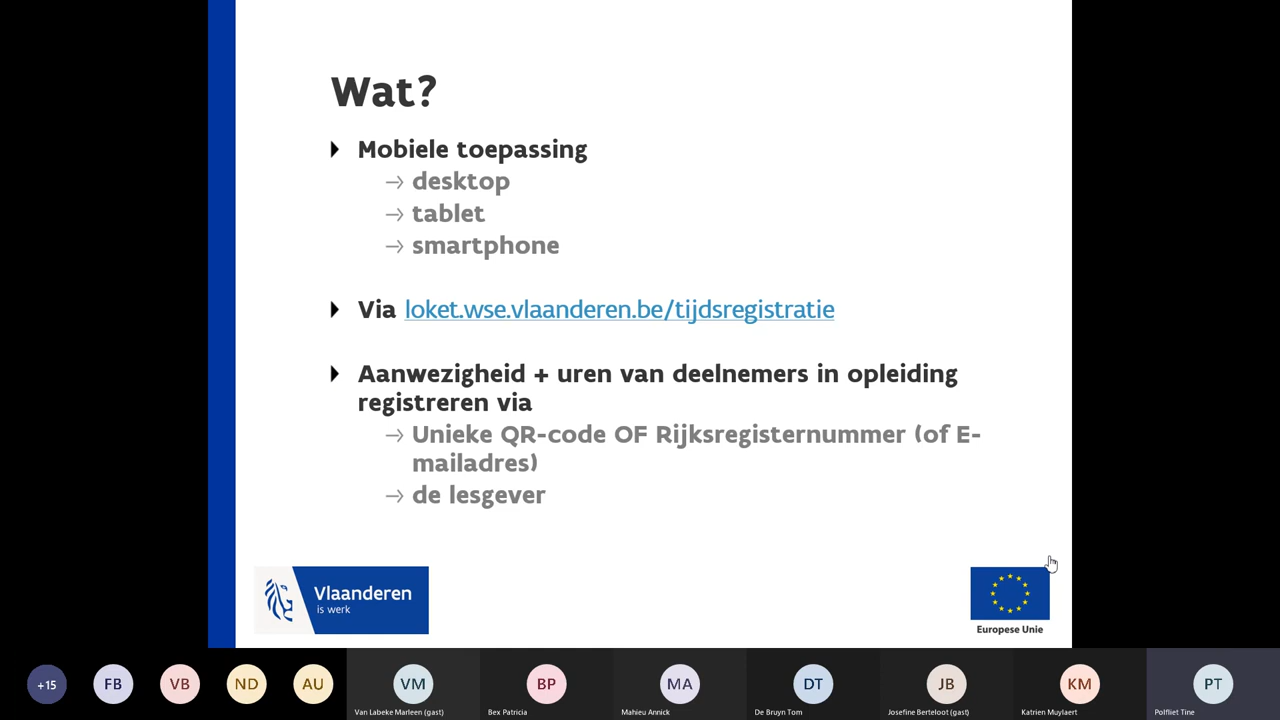 Wat?
Mobiele toepassing
desktop
tablet
smartphone
Via loket.wse.vlaanderen.be/tijdsregistratie
Aanwezigheid + uren van deelnemers in opleiding
registreren via
Unieke QR-code OF Rijksregisternummer (of E-
mailadres)
de lesgever
Vlaanderen
is werk
Europese Unie
+15
FB
VB
ND
AU
VM
BP
MA
DT
JB
KM
PT
Van Labeke Marleen (gast)
Bex Patricia
Mahieu Annick
De Bruyn Tom
Josefine Berteloot (gast)
Katrien Muylaert
Polfliet Tine